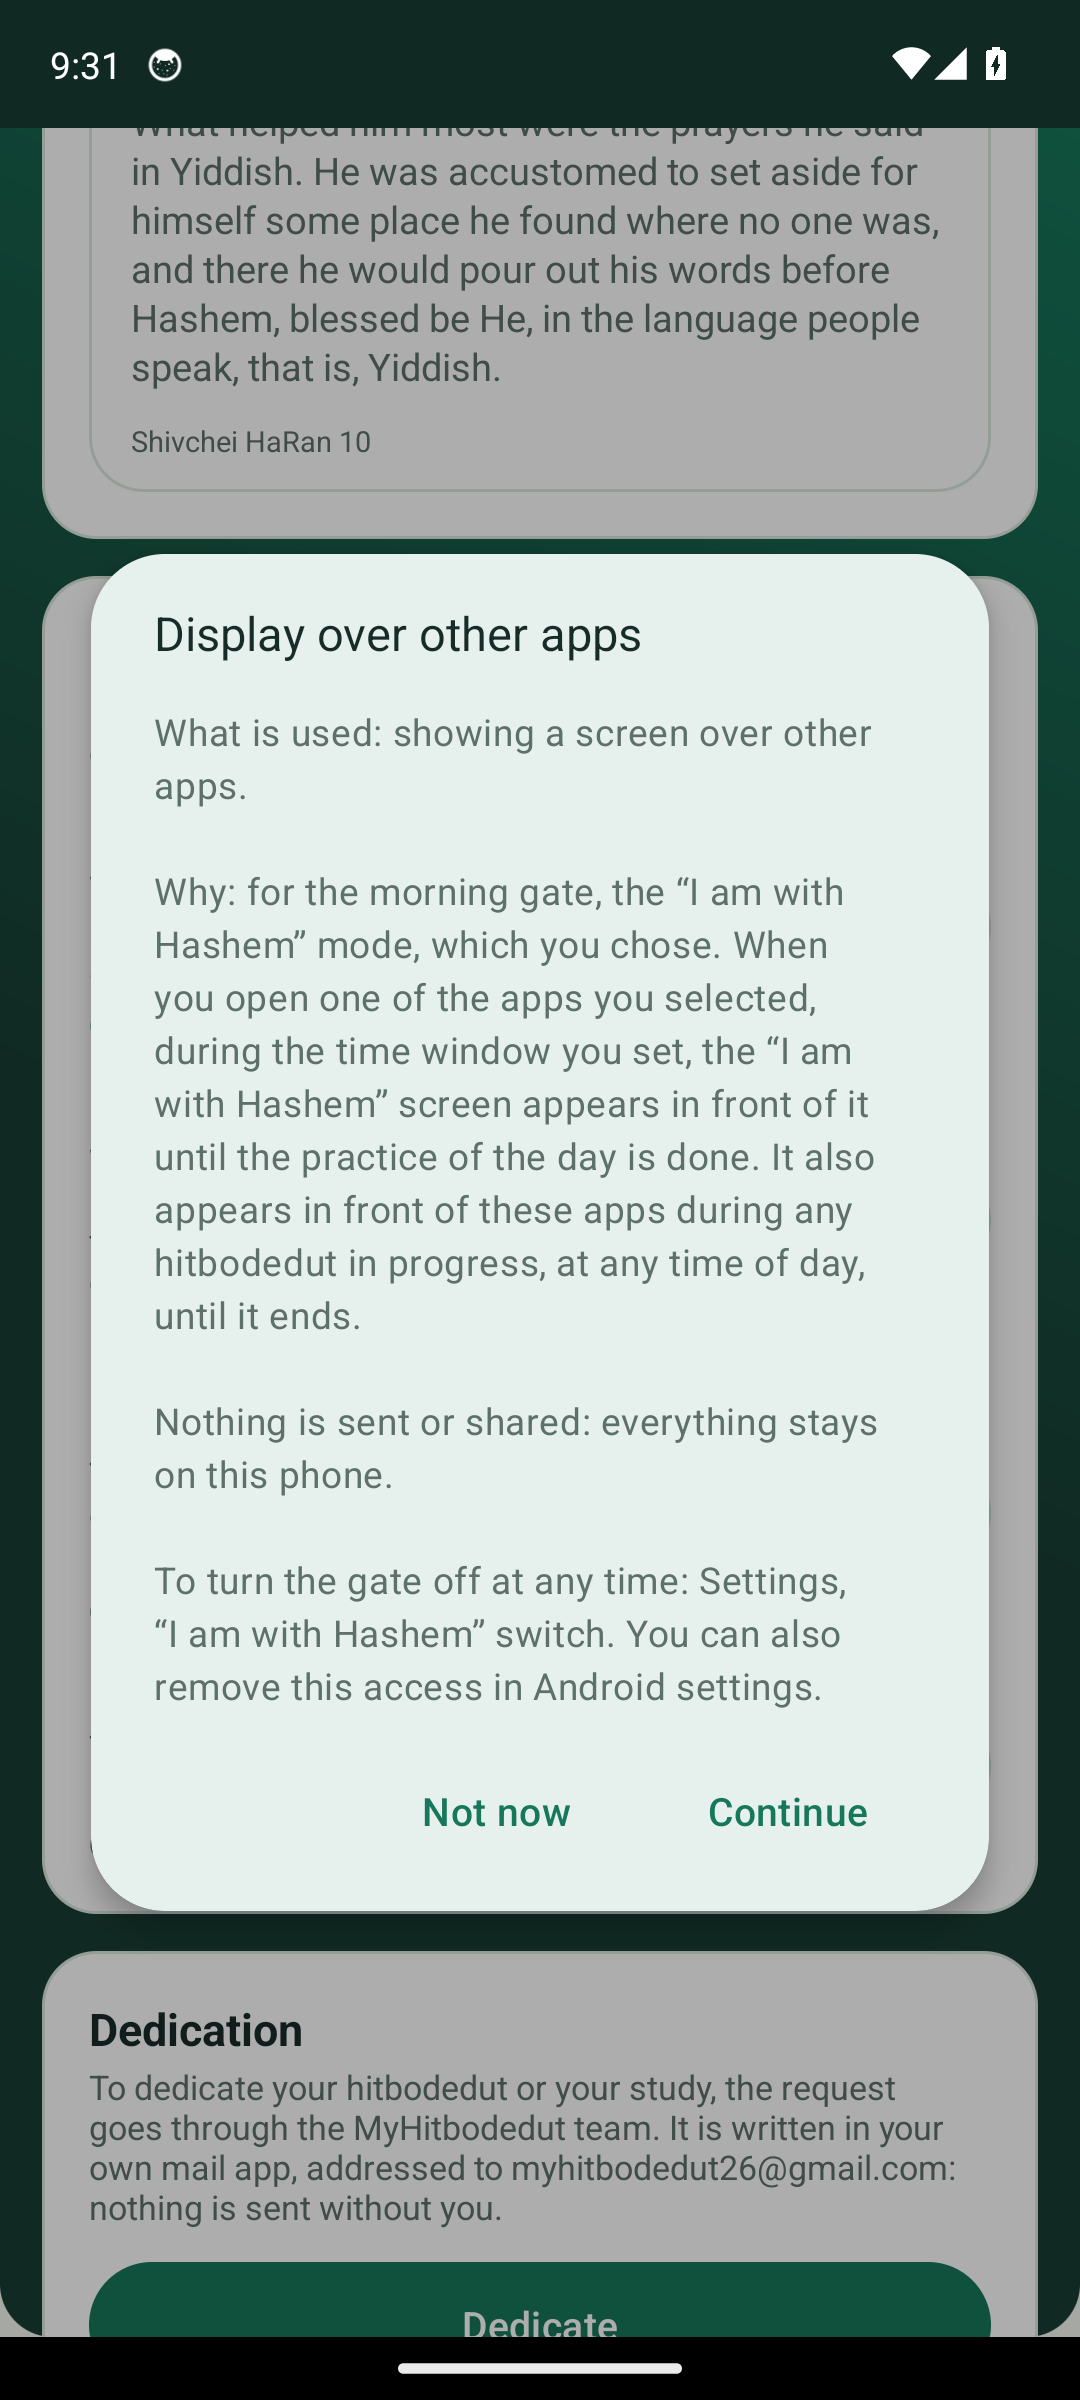 9:31
What helped him most were the prayers he said
in Yiddish. He was accustomed to set aside for
himself some place he found where no one was,
and there he would pour out his words before
Hashem, blessed be He, in the language people
speak, that is, Yiddish.
Shivchei HaRan 10
Display over other apps
What is used: showing a screen over other
apps.
Why: for the morning gate, the “I am with
Hashem” mode, which you chose. When
you open one of the apps you selected,
during the time window you set, the “I am
with Hashem” screen appears in front of it
until the practice of the day is done. It also
appears in front of these apps during any
hitbodedut in progress, at any time of day,
until it ends.
Nothing is sent or shared: everything stays
on this phone.
To turn the gate off at any time: Settings,
“I am with Hashem” switch. You can also
remove this access in Android settings.
Not now
Continue
Dedication
To dedicate your hitbodedut or your study, the request
goes through the MyHitbodedut team. It is written in your
own mail app, addressed to myhitbodedut26@gmail.com:
nothing is sent without you.
Dedicate